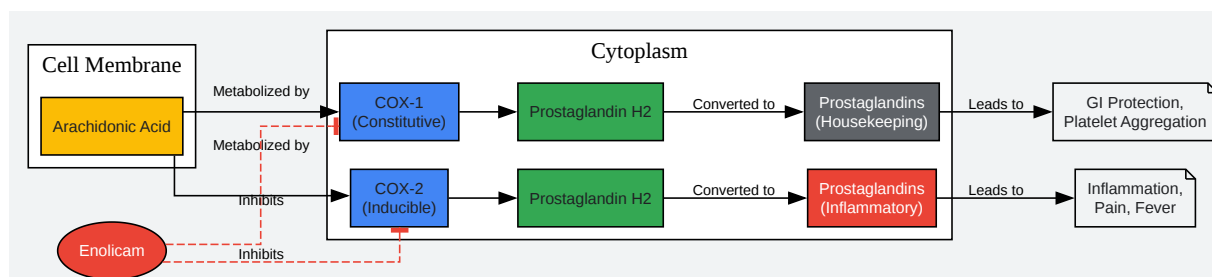 Cell Membrane
Arachidonic Acid
Metabolized by
Metabolized by
Cytoplasm
COX-1
(Constitutive)
Prostaglandin H2
Converted to
Prostaglandins
(Housekeeping)
Leads to
GI Protection,
Platelet Aggregation
COX-2
(Inducible)
Prostaglandin H2
Converted to
Prostaglandins
(Inflammatory)
Leads to
Inflammation,
Pain, Fever
Enolicam
Inhibits
Inhibits